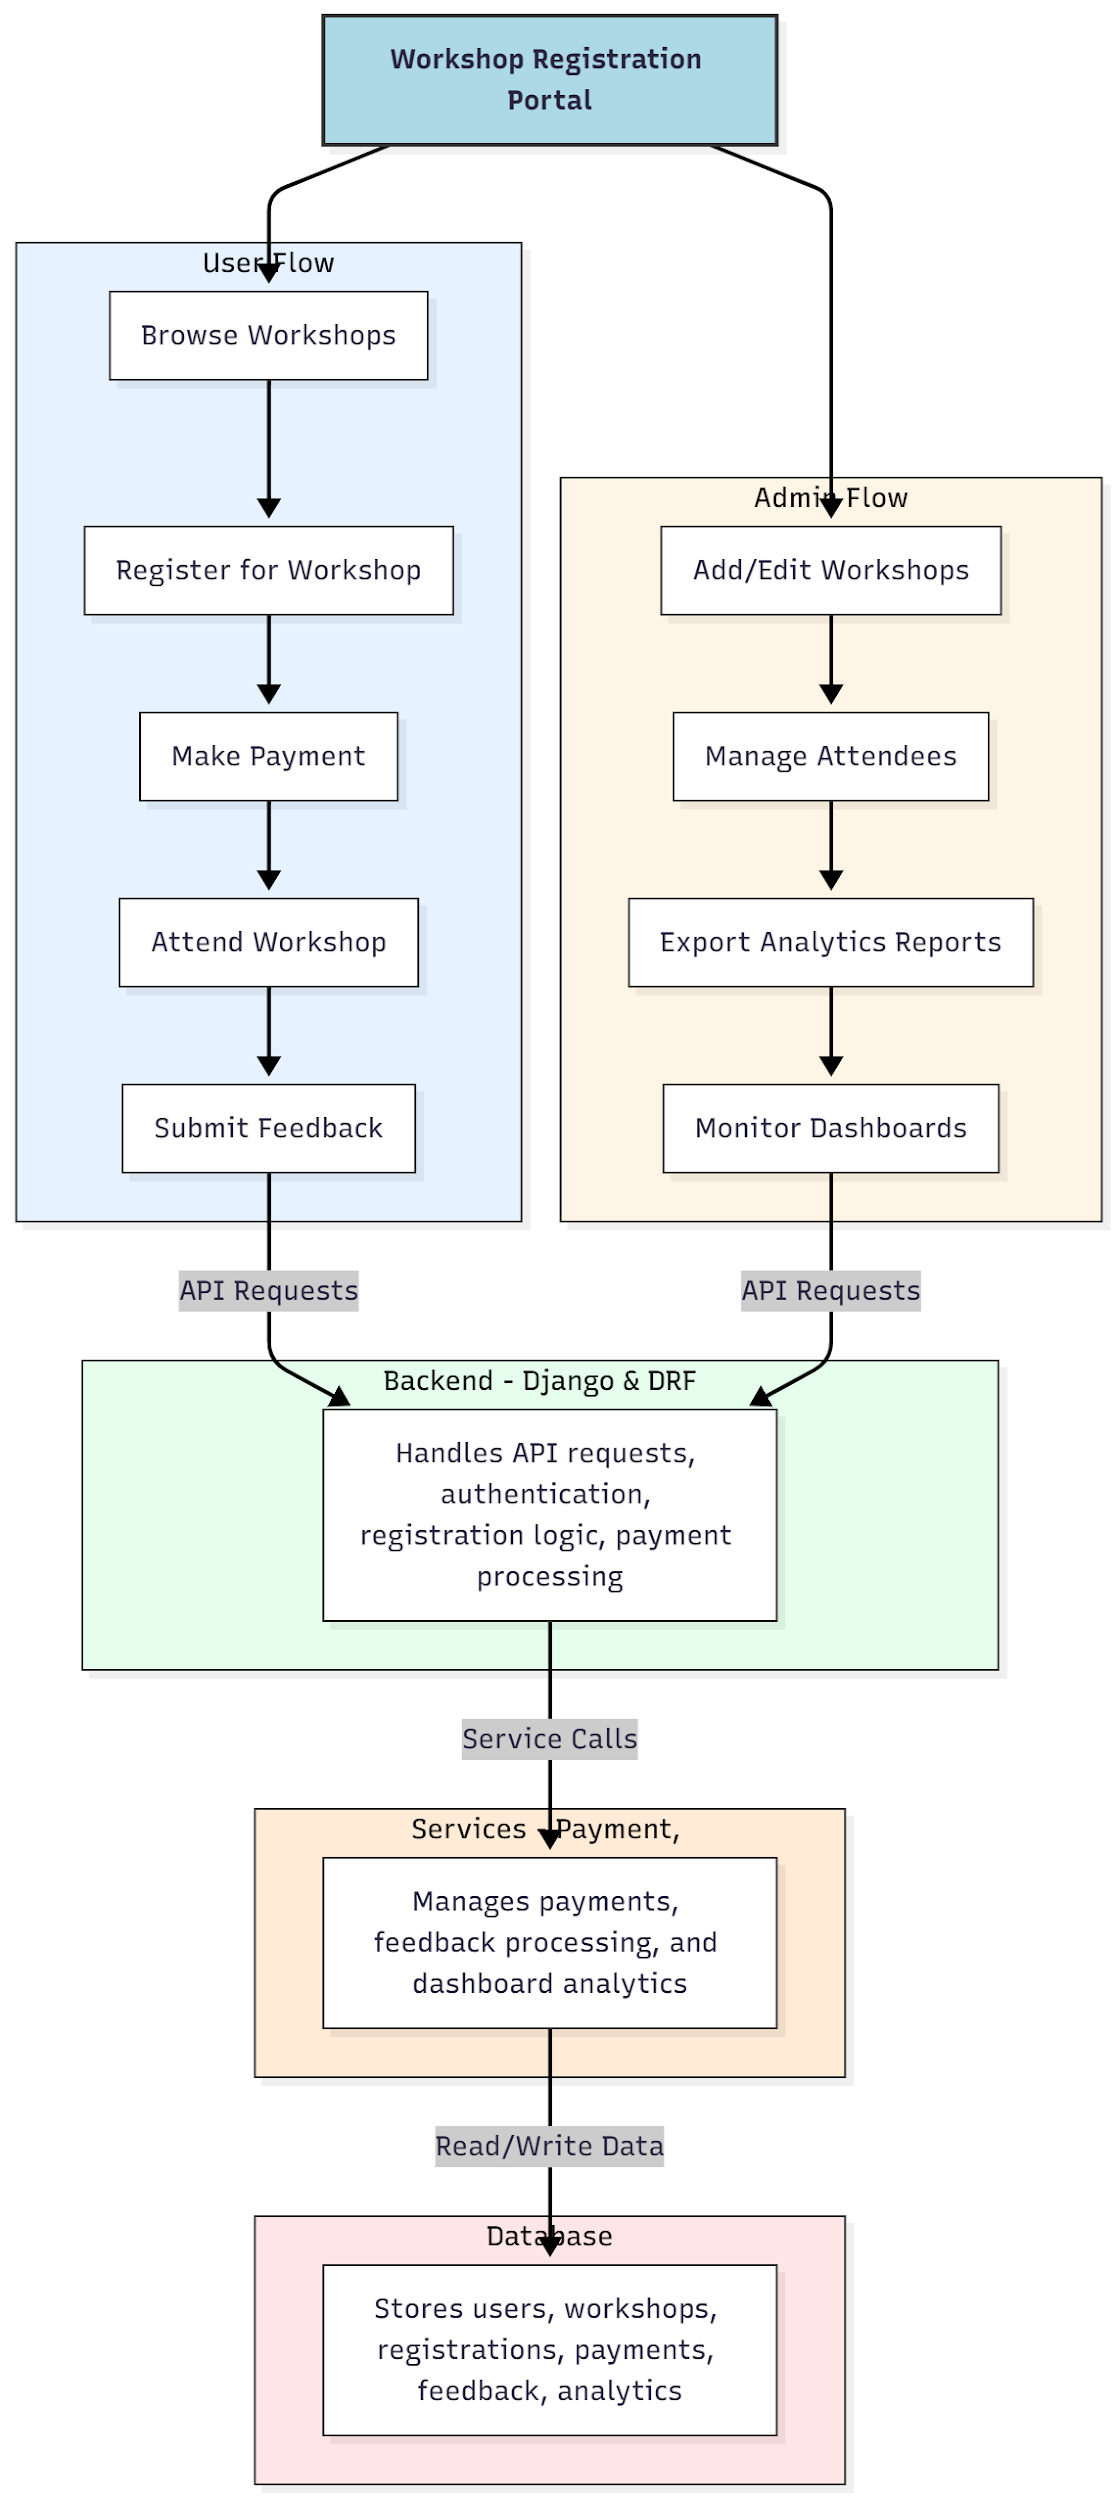 Workshop Registration
Portal
User Flow
Browse Workshops
Register for Workshop
Make Payment
Attend Workshop
Submit Feedback
Admin Flow
Add/Edit Workshops
Manage Attendees
Export Analytics Reports
Monitor Dashboards
API Requests
API Requests
Backend - Django & DRF
Handles API requests,
authentication,
registration logic, payment
processing
Service Calls
Services - Payment,
Manages payments,
feedback processing, and
dashboard analytics
Read/Write Data
Database
Stores users, workshops,
registrations, payments,
feedback, analytics